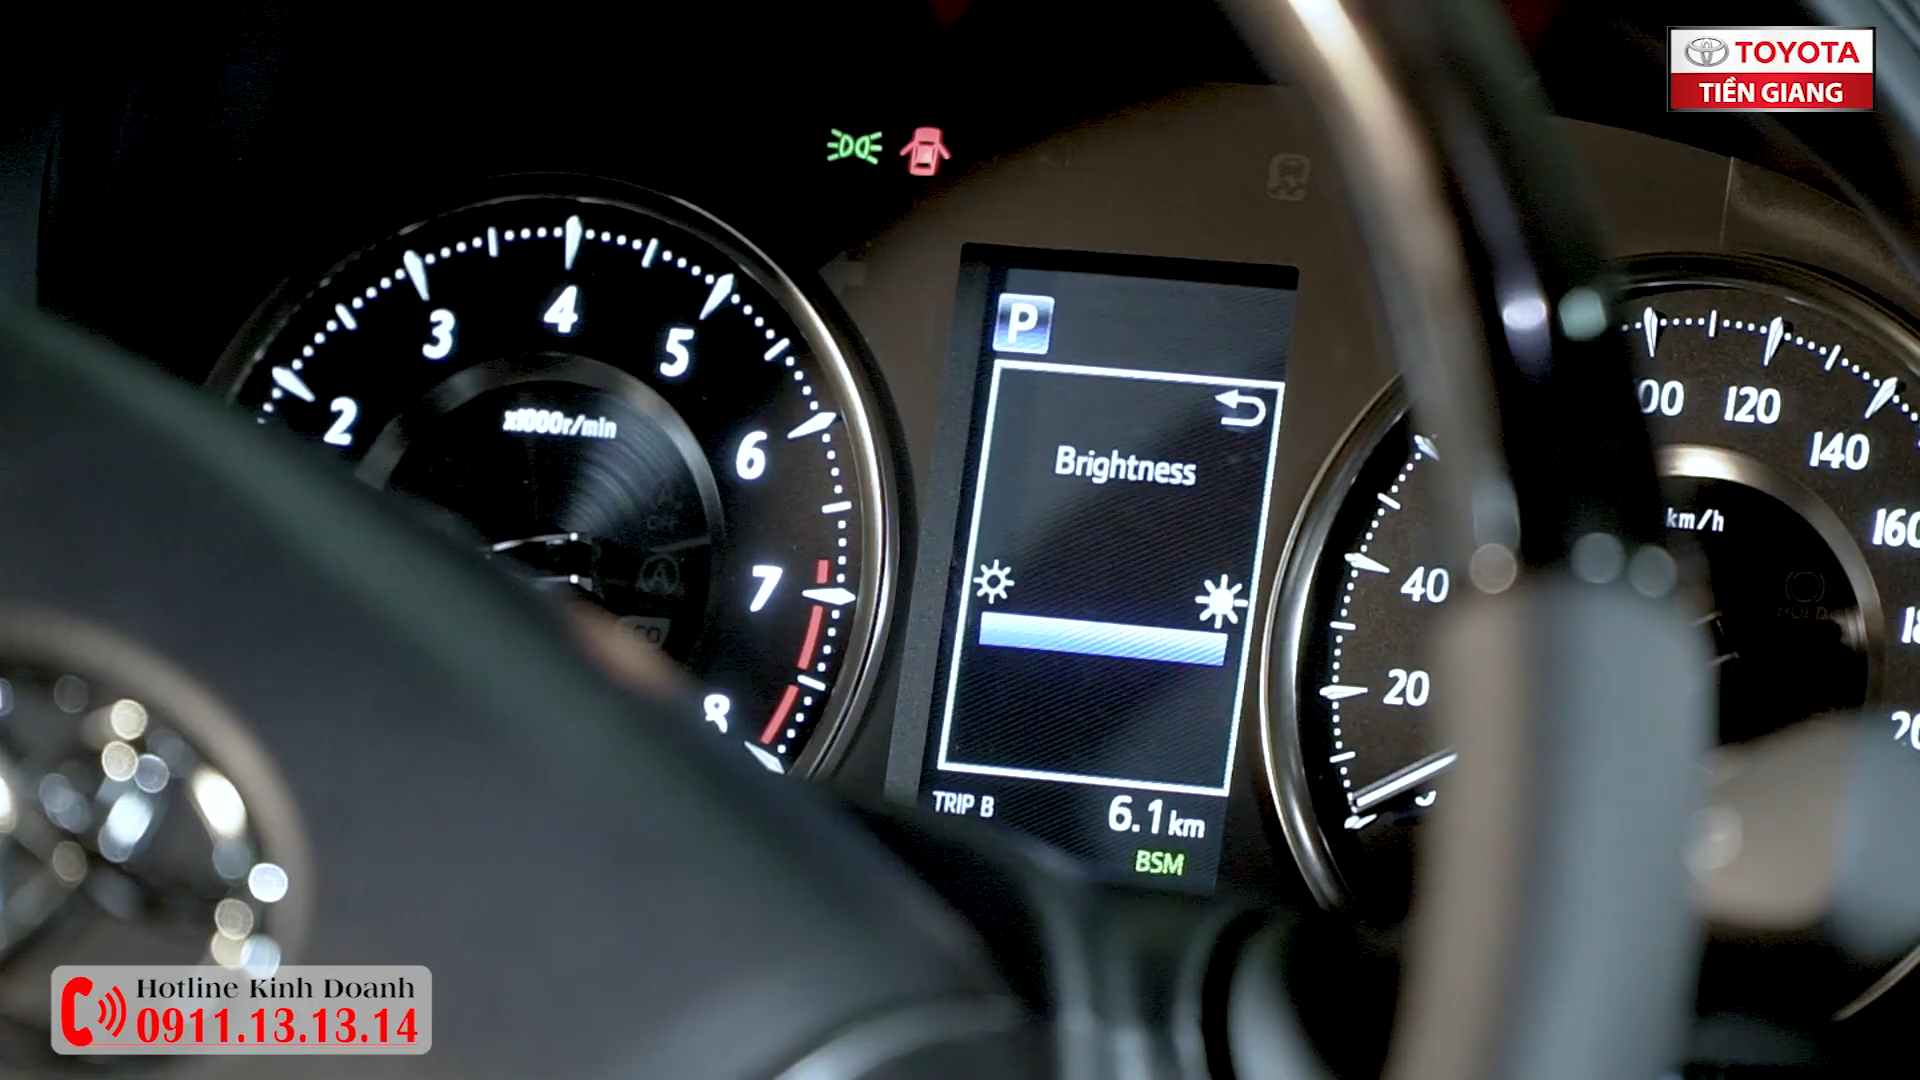 TOYOTA
TIỀN GIANG
2
3
4
5
6
7
8
x1000r/min
P
Brightness
TRIP B
6.1 km
BSM
20
40
120
140
km/h
Hotline Kinh Doanh
0911.13.13.14